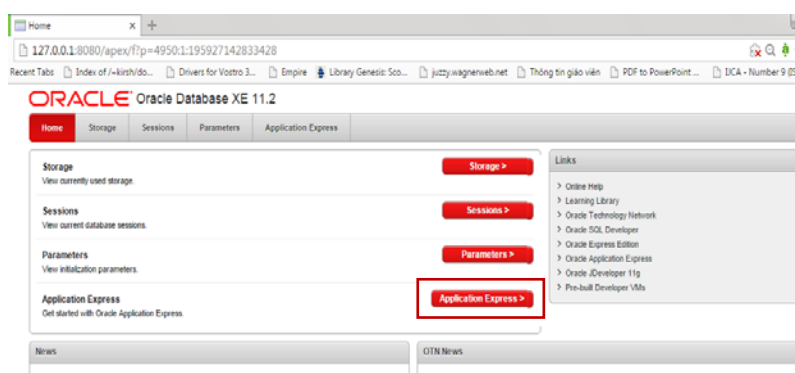 Home
127.0.0.1:8080/apex/f?p=4950:1:195927142833428
Recent Tabs Index of /~kirsh/do... Drivers for Vostro 3... Empire Library Genesis: Sco... juzzy.wagnerweb.net Thông tin giáo viên PDF to PowerPoint ... IJCA - Number 9
ORACLE Oracle Database XE 11.2
Home Storage Sessions Parameters Application Express
Storage
View currently used storage.
Storage >
Sessions
View current database sessions.
Sessions >
Parameters
View initialization parameters.
Parameters >
Application Express
Get started with Oracle Application Express.
Application Express >
Links
> Online Help
> Learning Library
> Oracle Technology Network
> Oracle SQL Developer
> Oracle Express Edition
> Oracle Application Express
> Oracle JDeveloper 11g
> Pre-built Developer VMs
News
OTN News